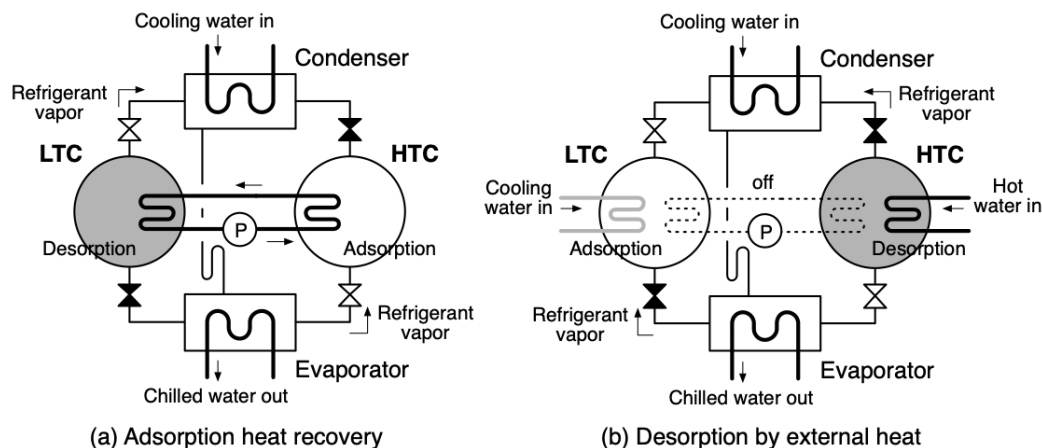 Cooling water in
Condenser
Refrigerant
vapor
LTC
HTC
P
Desorption
Adsorption
Refrigerant
vapor
Evaporator
Chilled water out
(a) Adsorption heat recovery
Cooling water in
Condenser
Refrigerant
vapor
LTC
HTC
Cooling
water in
off
Hot
water in
P
Adsorption
Desorption
Refrigerant
vapor
Evaporator
Chilled water out
(b) Desorption by external heat